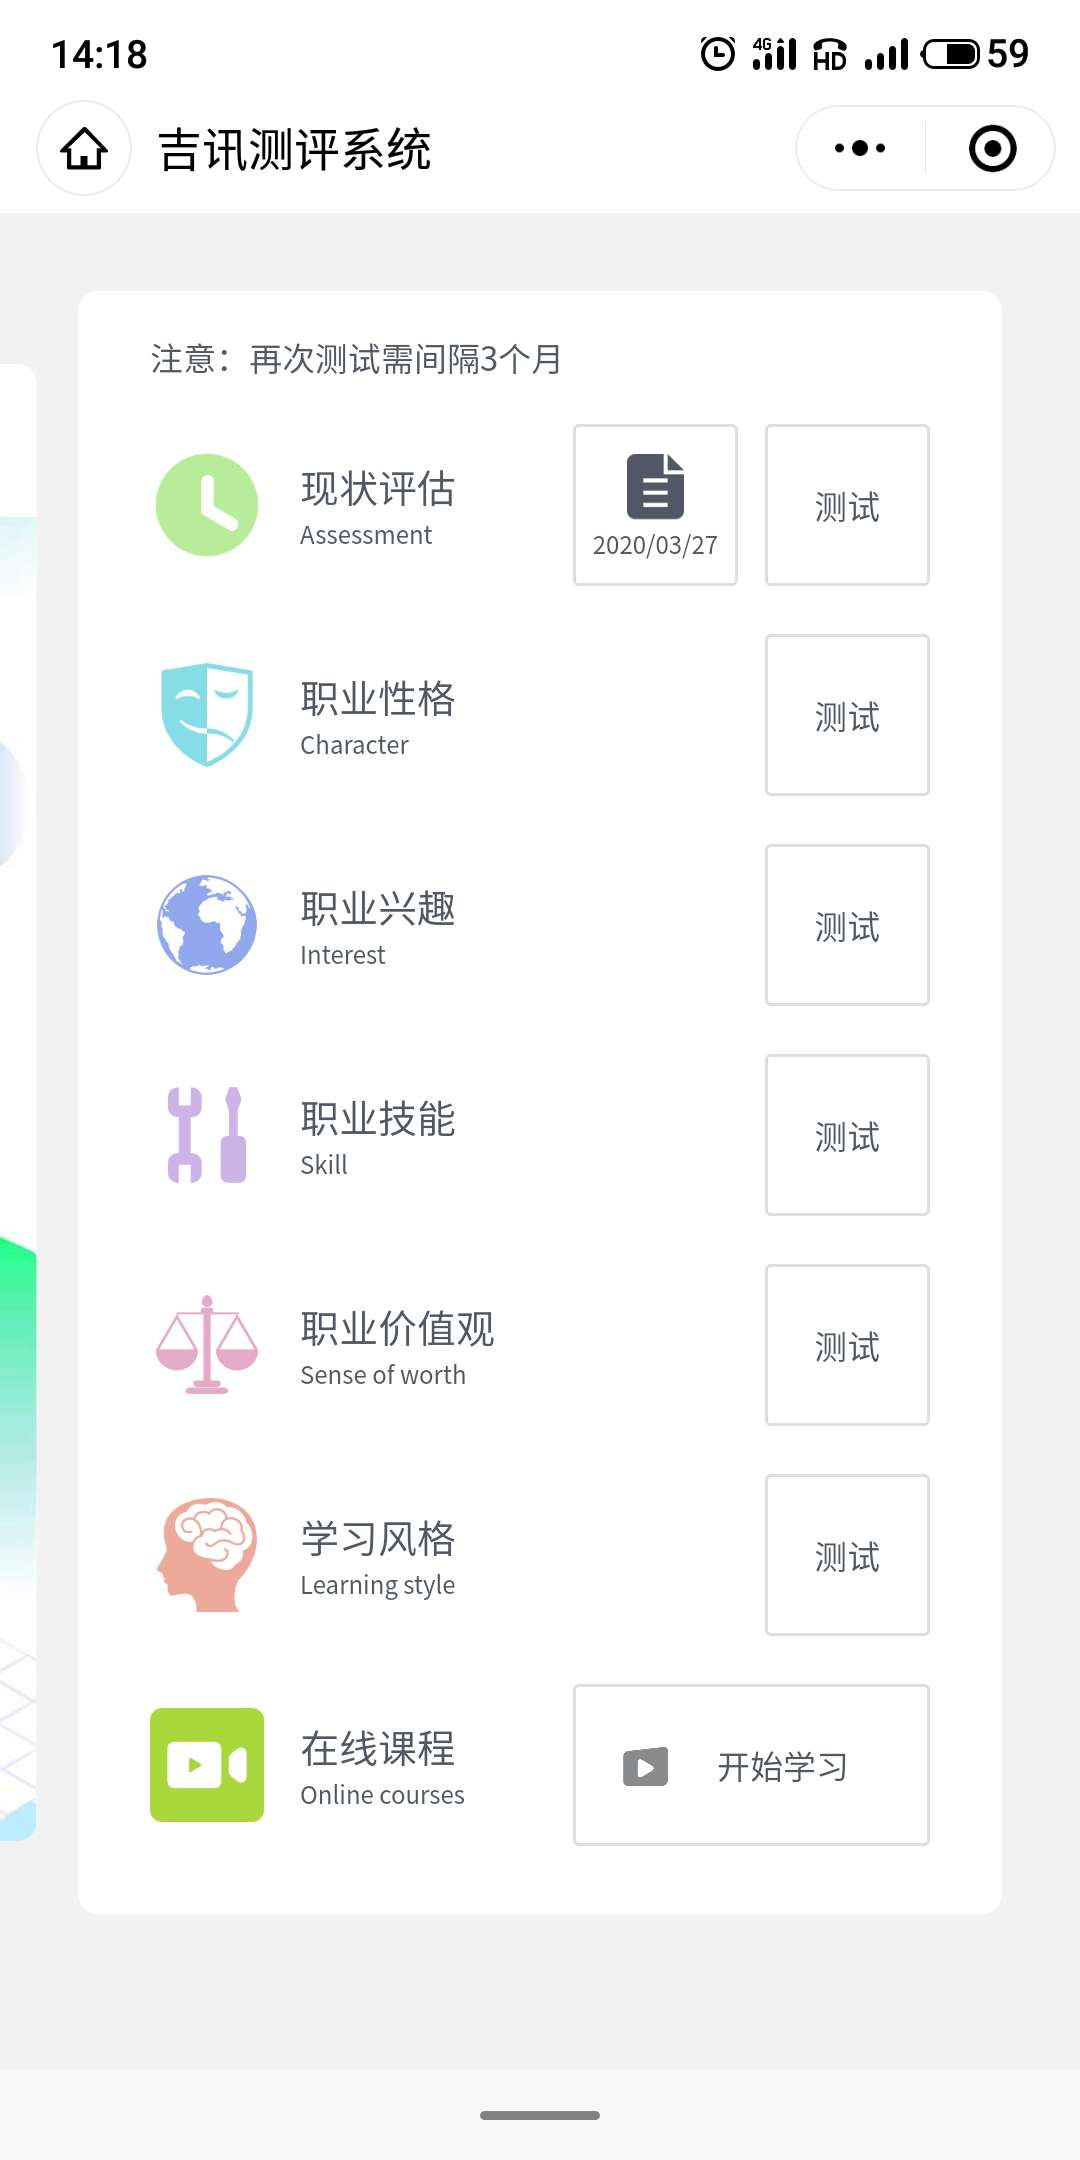 14:18
4G
HD
59
吉讯测评系统
注意：再次测试需间隔3个月
现状评估
Assessment
2020/03/27
测试
职业性格
Character
测试
职业兴趣
Interest
测试
职业技能
Skill
测试
职业价值观
Sense of worth
测试
学习风格
Learning style
测试
在线课程
Online courses
开始学习